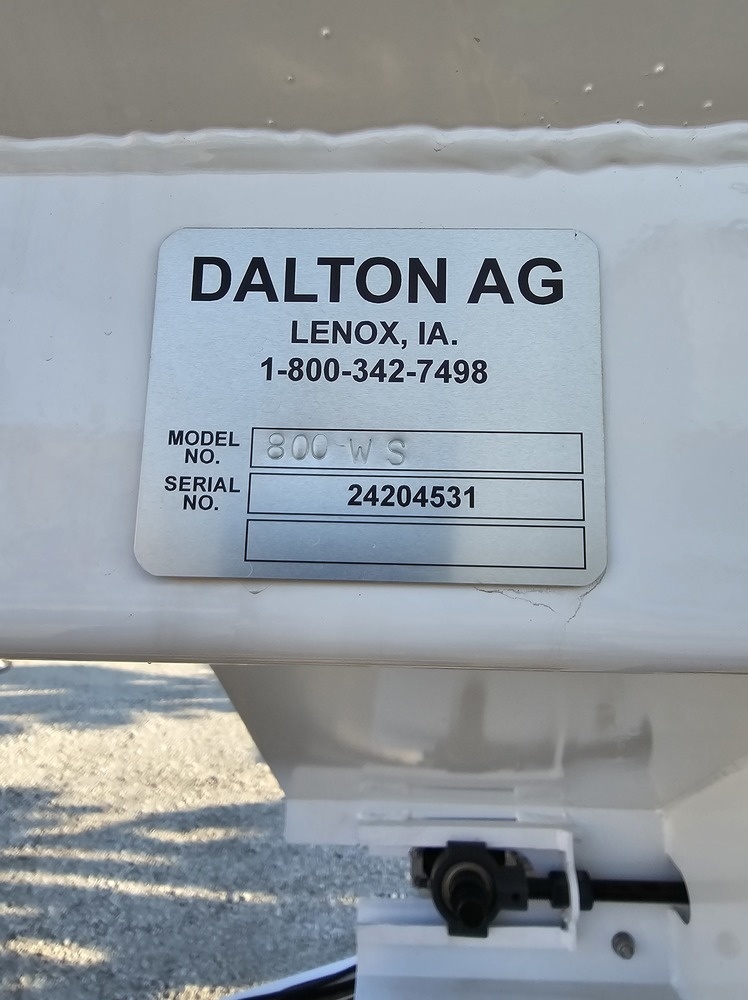 DALTON AG
LENOX, IA.
1-800-342-7498
MODEL NO. 800-WS
SERIAL NO. 24204531